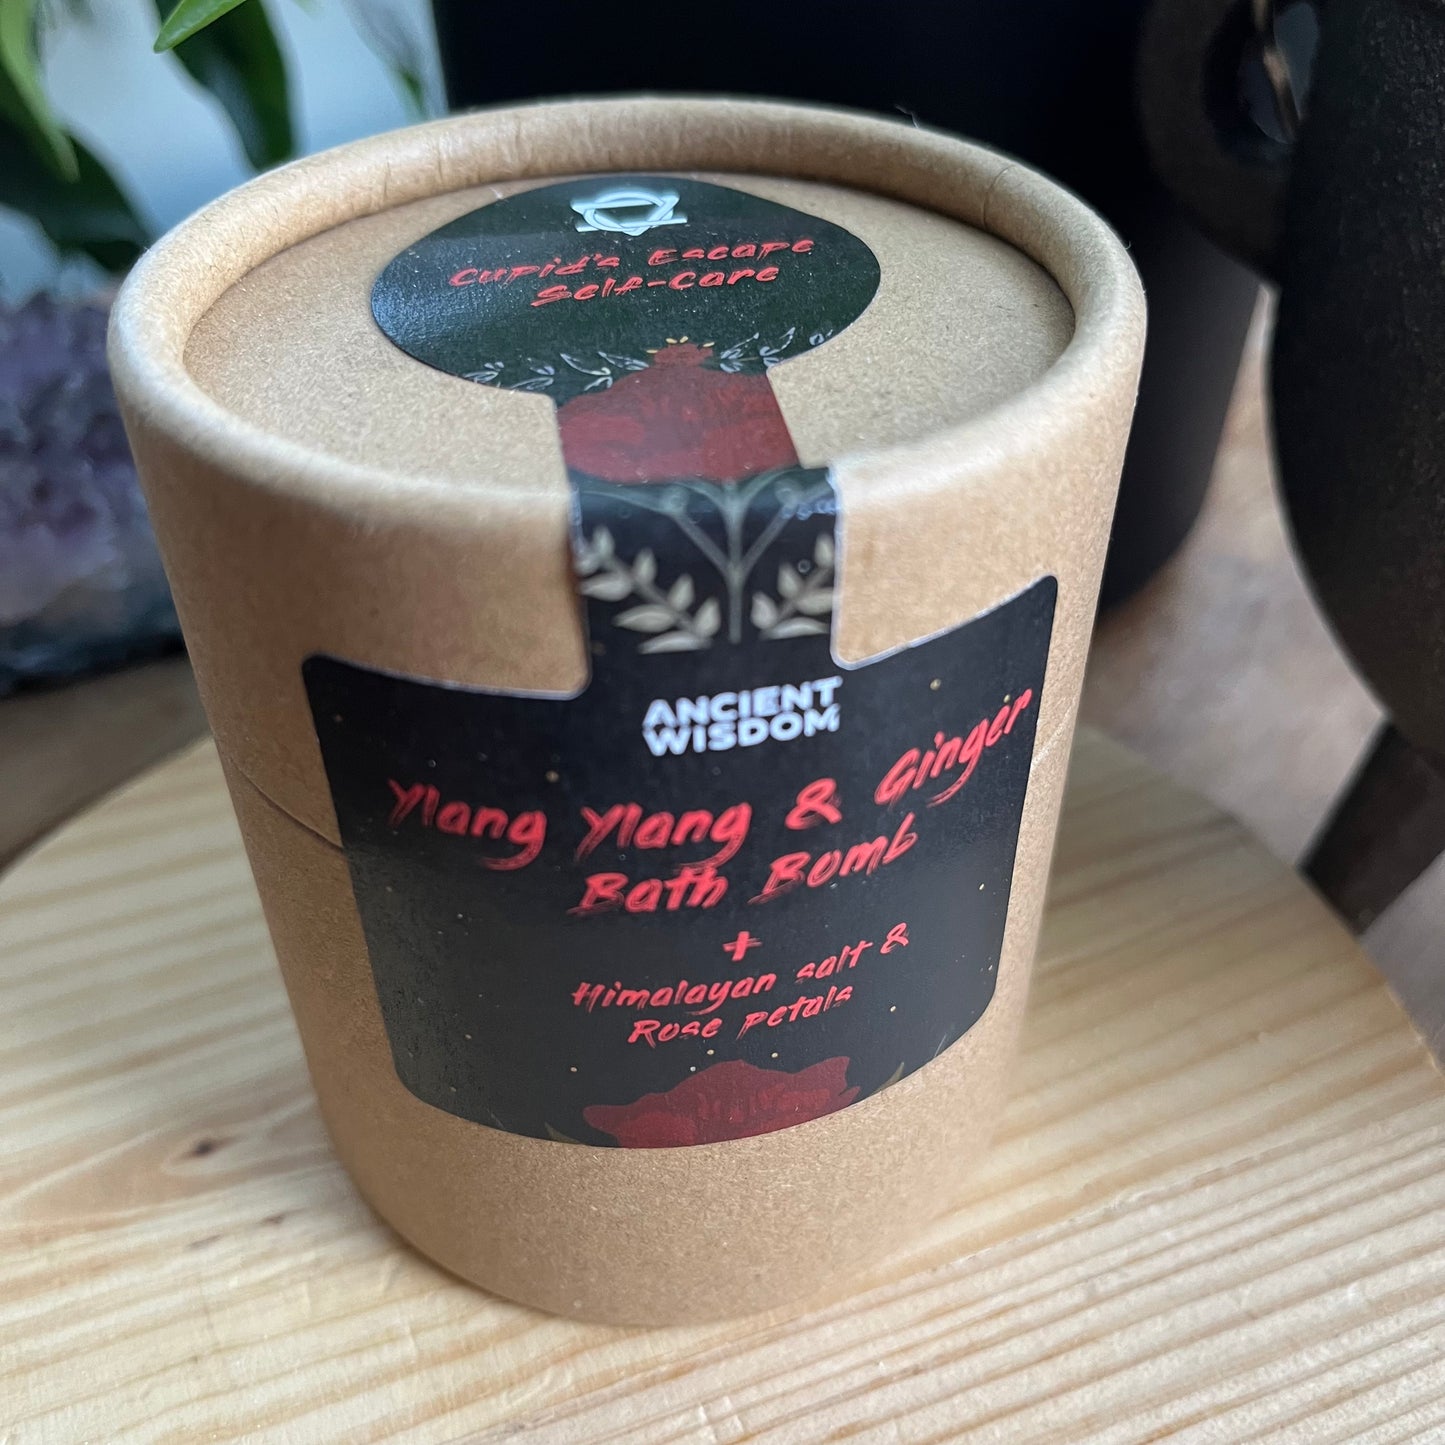 Cupid's Escape
Self-Care
ANCIENT
WISDOM
Ylang Ylang & Ginger
Bath Bomb
+
Himalayan salt &
Rose petals